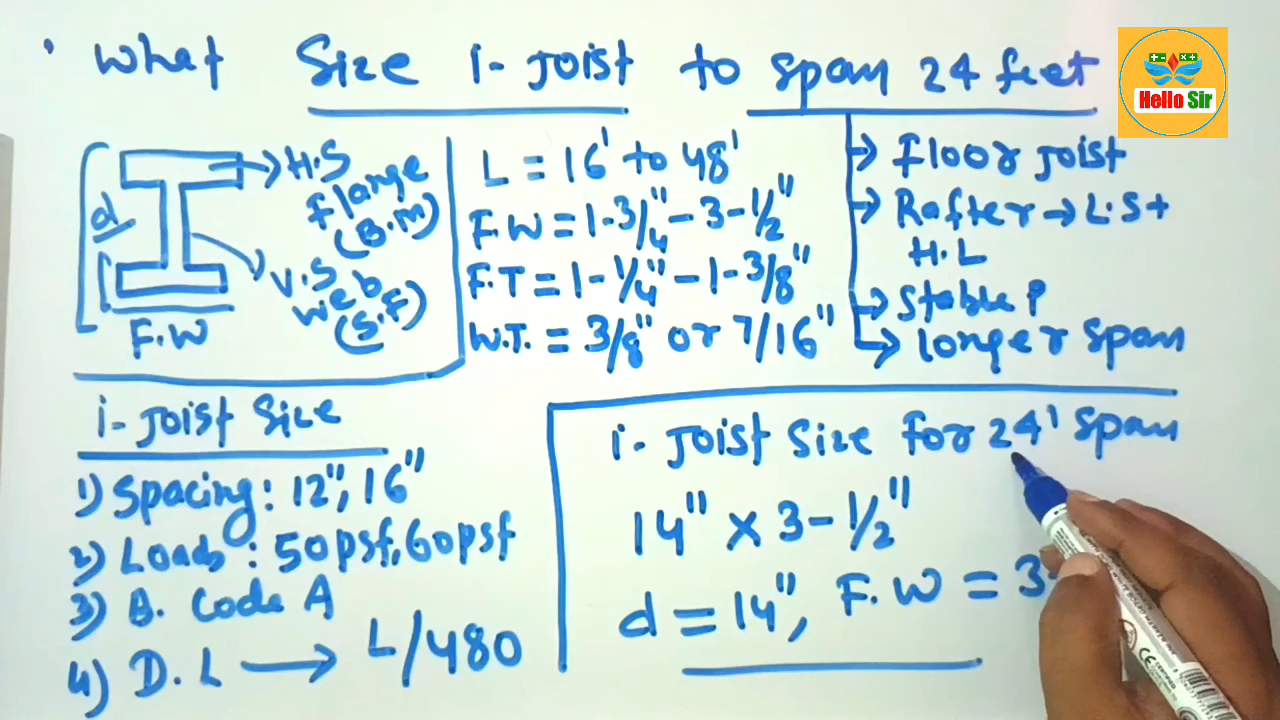 What Size i-Joist to span 24 feet
Hello Sir
d
F.W
H.S
flange
(B.M)
V.S
web
(S.F)
L = 16' to 48'
F.W = 1-3/4" - 3-1/2"
F.T = 1-1/4" - 1-3/8"
W.T. = 3/8" or 7/16"
Floor joist
Rafter → L.S +
H.L
Stable P
longer span
i-Joist Size
1) Spacing: 12", 16"
2) Loads: 50psf, 60psf
3) B. Code A
4) D.L → L/480
i-Joist Size for 24' span
14" x 3-1/2"
d = 14", F.W = 3-